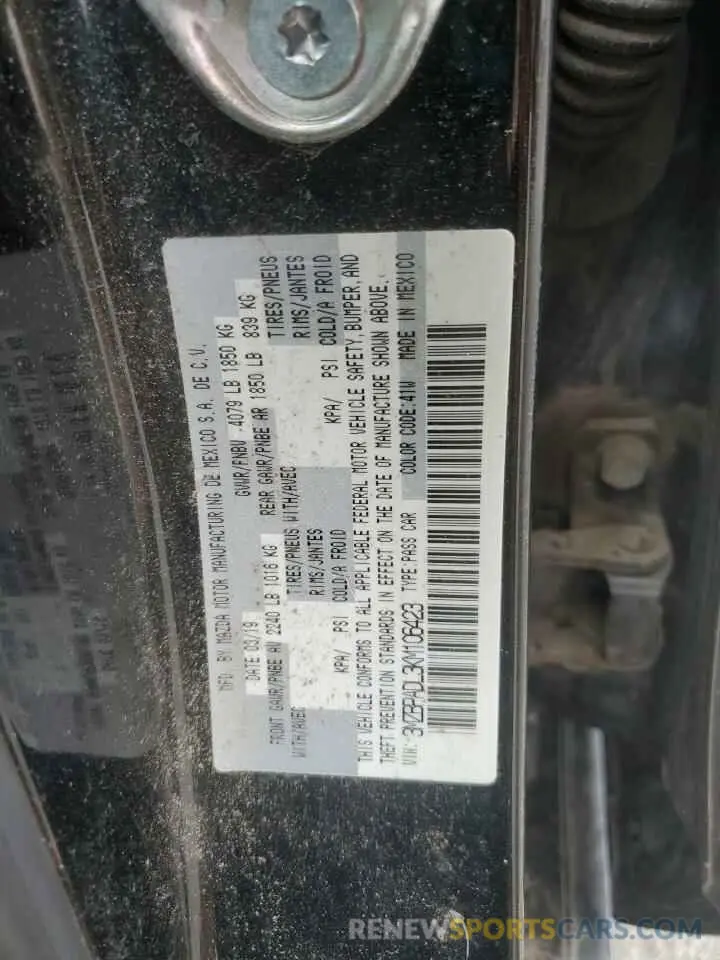 MFD. BY MAZDA MOTOR MANUFACTURING DE MEXICO S.A. DE C.V.
DATE 03/19 GVWR/PNBV 4079 LB 1850 KG
FRONT GAWR/PNBE AV 2240 LB 1016 KG REAR GAWR/PNBE AR 1850 LB 839 KG
WITH/AVEC TIRES/PNEUS WITH/AVEC TIRES/PNEUS
RIMS/JANTES RIMS/JANTES
KPA/ PSI COLD/A FROID KPA/ PSI COLD/A FROID
THIS VEHICLE CONFORMS TO ALL APPLICABLE FEDERAL MOTOR VEHICLE SAFETY, BUMPER, AND
THEFT PREVENTION STANDARDS IN EFFECT ON THE DATE OF MANUFACTURE SHOWN ABOVE.
VIN: 3MZBPADL3KM106423 TYPE:PASS CAR COLOR CODE:41W MADE IN MEXICO
RENEWSPORTSCARS.COM